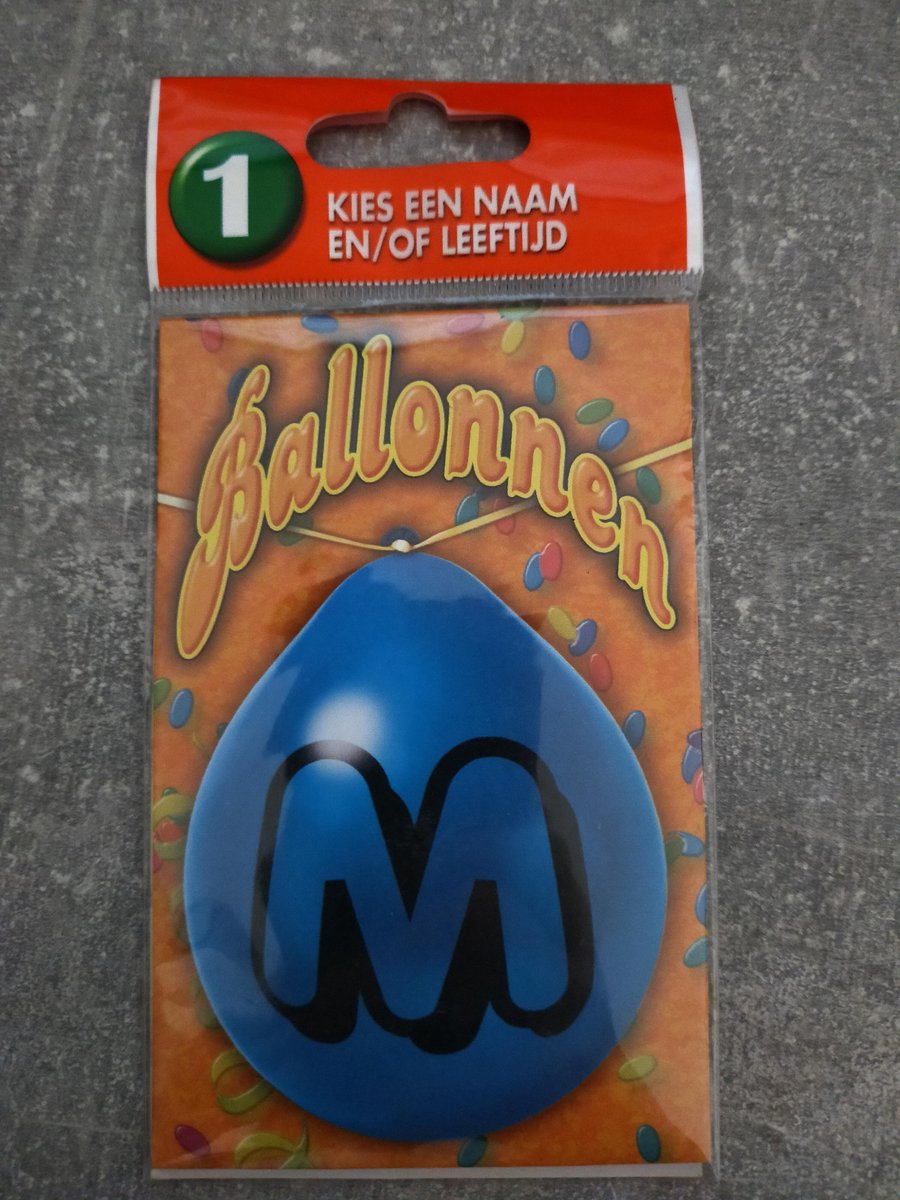 1
KIES EEN NAAM
EN/OF LEEFTIJD
Ballonnen
M